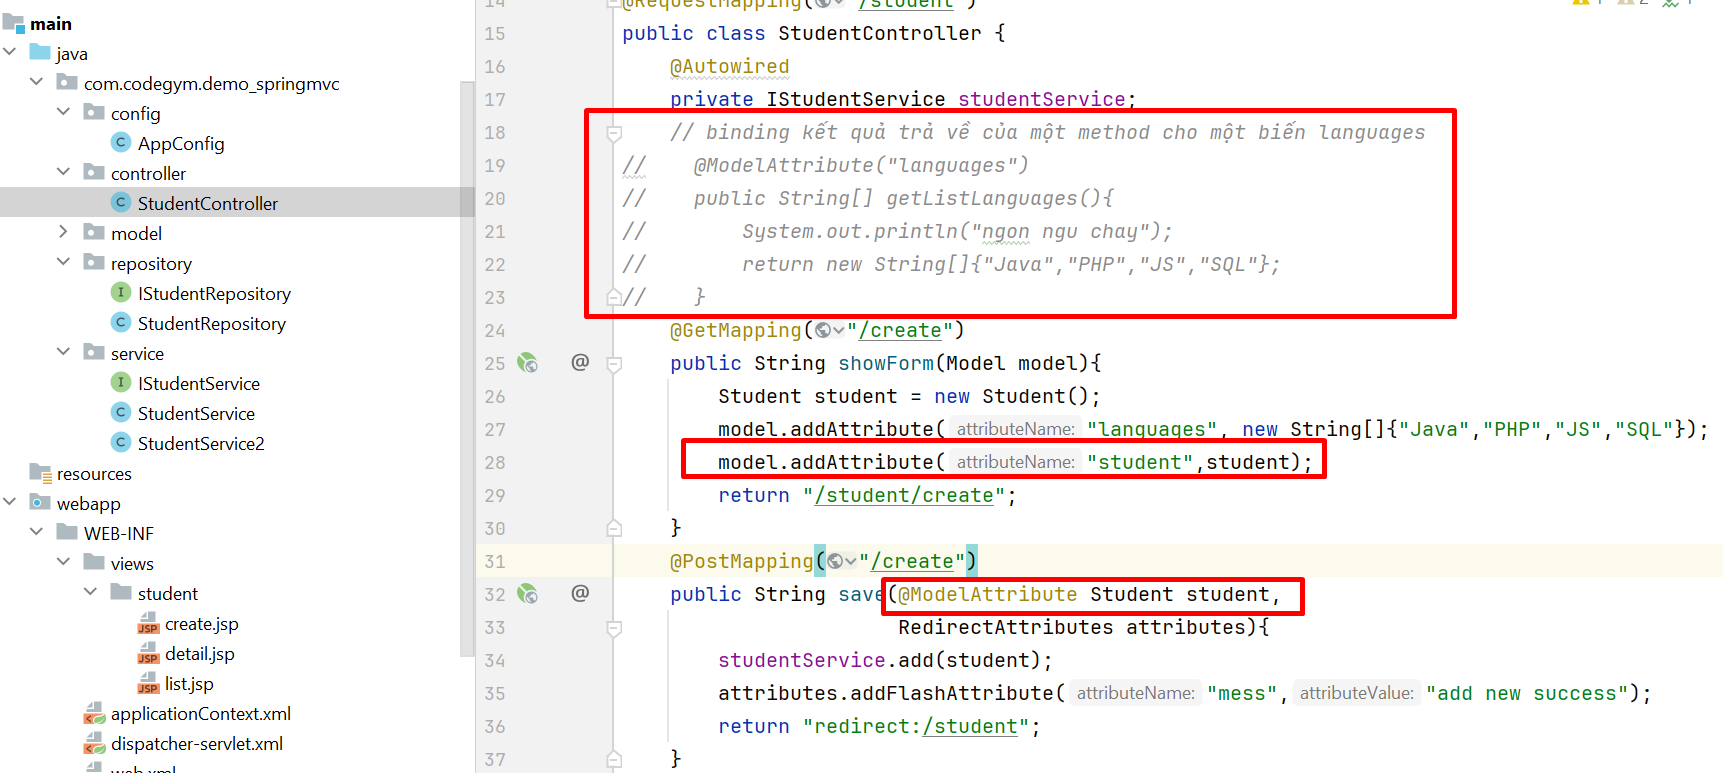 main
java
com.codegym.demo_springmvc
config
AppConfig
controller
StudentController
model
repository
IStudentRepository
StudentRepository
service
IStudentService
StudentService
StudentService2
resources
webapp
WEB-INF
views
student
create.jsp
detail.jsp
list.jsp
applicationContext.xml
dispatcher-servlet.xml
web.xml
14 @RequestMapping("/student")
15 public class StudentController {
16 @Autowired
17 private IStudentService studentService;
18 // binding kết quả trả về của một method cho một biến languages
19 // @ModelAttribute("languages")
20 // public String[] getListLanguages(){
21 // System.out.println("ngon ngu chay");
22 // return new String[]{"Java","PHP","JS","SQL"};
23 // }
24 @GetMapping("/create")
25 public String showForm(Model model){
26 Student student = new Student();
27 model.addAttribute( attributeName: "languages", new String[]{"Java","PHP","JS","SQL"});
28 model.addAttribute( attributeName: "student",student);
29 return "/student/create";
30 }
31 @PostMapping("/create")
32 public String save(@ModelAttribute Student student,
33 RedirectAttributes attributes){
34 studentService.add(student);
35 attributes.addFlashAttribute( attributeName: "mess", attributeValue: "add new success");
36 return "redirect:/student";
37 }